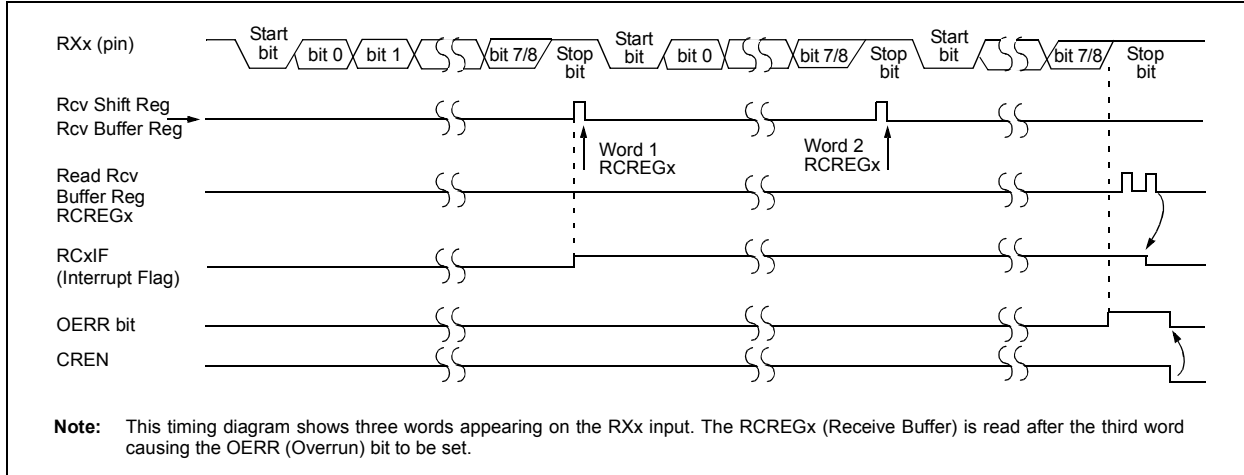 RXx (pin)
Start bit
bit 0
bit 1
bit 7/8
Stop bit
Start bit
bit 0
bit 7/8
Stop bit
Start bit
bit 7/8
Stop bit
Rcv Shift Reg
Rcv Buffer Reg
Word 1
RCREGx
Word 2
RCREGx
Read Rcv
Buffer Reg
RCREGx
RCxIF
(Interrupt Flag)
OERR bit
CREN
Note: This timing diagram shows three words appearing on the RXx input. The RCREGx (Receive Buffer) is read after the third word
causing the OERR (Overrun) bit to be set.